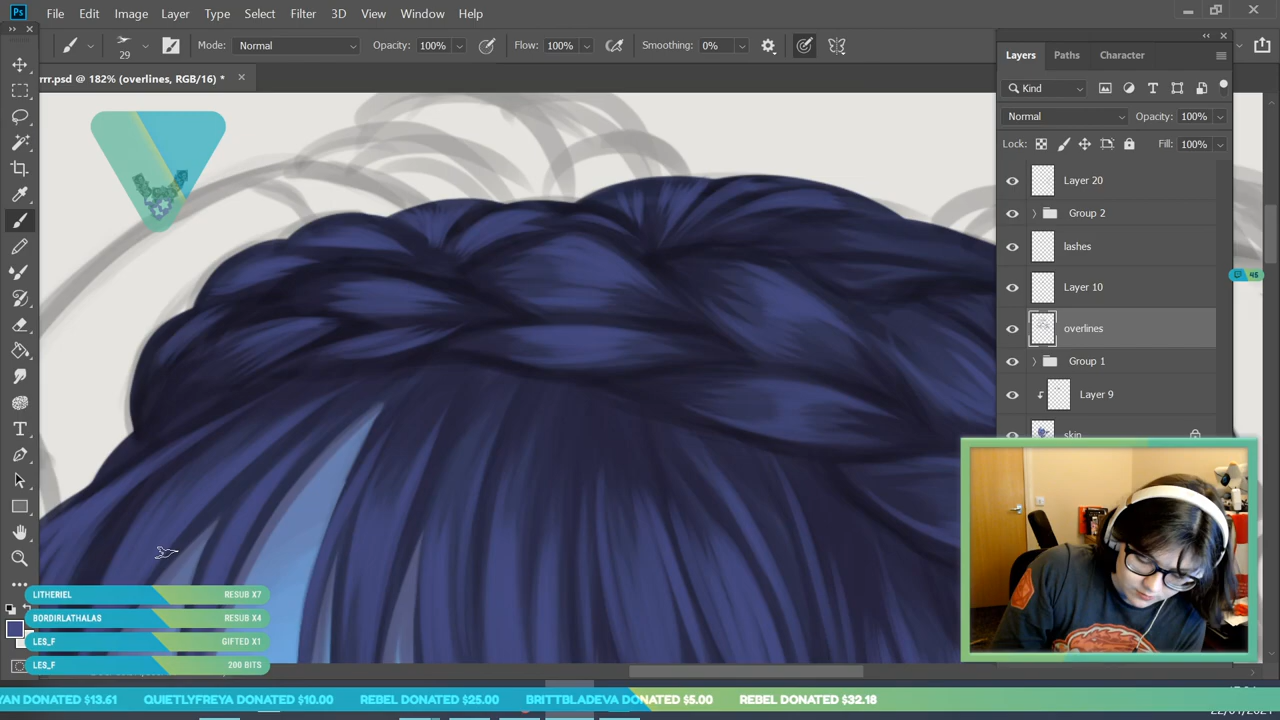 Ps File Edit Image Layer Type Select Filter 3D View Window Help
29 Mode: Normal Opacity: 100% Flow: 100% Smoothing: 0%
rrr.psd @ 182% (overlines, RGB/16) *
Layers Paths Character
Kind
Normal Opacity: 100%
Lock: Fill: 100%
Layer 20
Group 2
lashes
45
Layer 10
overlines
Group 1
Layer 9
skin
LITHERIEL RESUB X7
BORDIRLATHALAS RESUB X4
LES_F GIFTED X1
LES_F 200 BITS
YAN DONATED $13.61 QUIETLYFREYA DONATED $10.00 REBEL DONATED $25.00 BRITTBLADEVA DONATED $5.00 REBEL DONATED $32.18